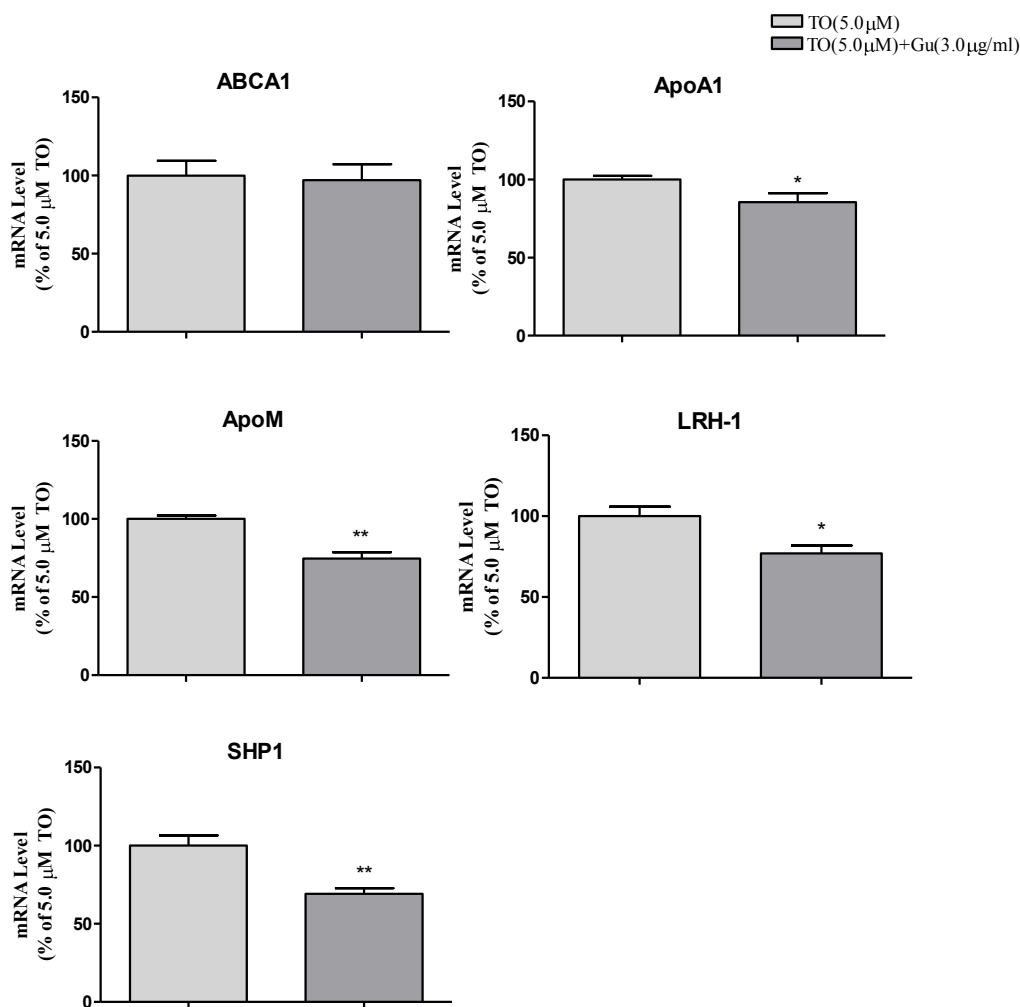 TO(5.0μM)
TO(5.0μM)+Gu(3.0μg/ml)
ABCA1
mRNA Level
(% of 5.0 μM TO)
150
100
50
0
ApoA1
mRNA Level
(% of 5.0 μM TO)
150
100
50
0
*
ApoM
mRNA Level
(% of 5.0 μM TO)
150
100
50
0
**
LRH-1
mRNA Level
(% of 5.0 μM TO)
150
100
50
0
*
SHP1
mRNA Level
(% of 5.0 μM TO)
150
100
50
0
**